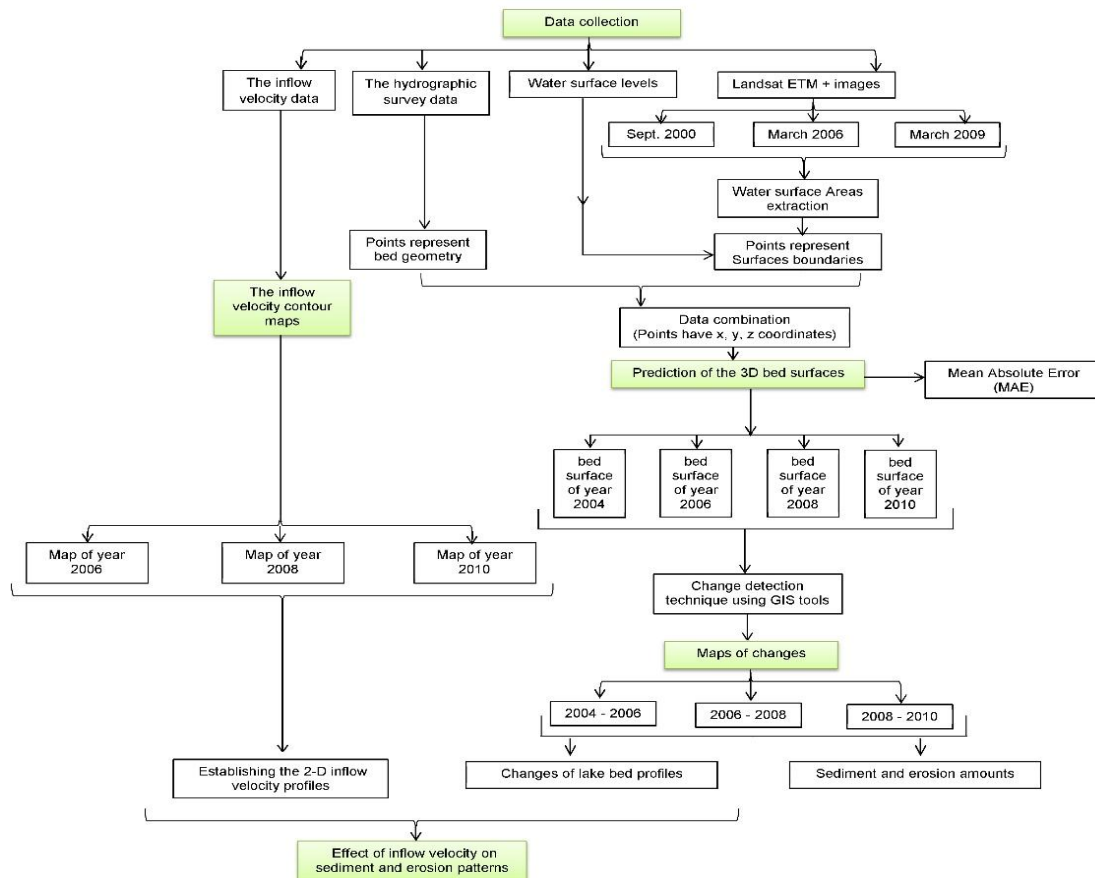 Data collection
The inflow
velocity data
The hydrographic
survey data
Water surface levels
Landsat ETM + images
Sept. 2000
March 2006
March 2009
Water surface Areas
extraction
Points represent
bed geometry
Points represent
Surfaces boundaries
The inflow
velocity contour
maps
Data combination
(Points have x, y, z coordinates)
Prediction of the 3D bed surfaces
Mean Absolute Error
(MAE)
bed
surface
of year
2004
bed
surface
of year
2006
bed
surface
of year
2008
bed
surface
of year
2010
Map of year
2006
Map of year
2008
Map of year
2010
Change detection
technique using GIS tools
Maps of changes
2004 - 2006
2006 - 2008
2008 - 2010
Establishing the 2-D inflow
velocity profiles
Changes of lake bed profiles
Sediment and erosion amounts
Effect of inflow velocity on
sediment and erosion patterns